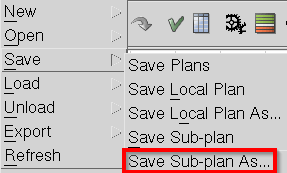 New
Open
Save
Load
Unload
Export
Refresh
Save Plans
Save Local Plan
Save Local Plan As...
Save Sub-plan
Save Sub-plan As...